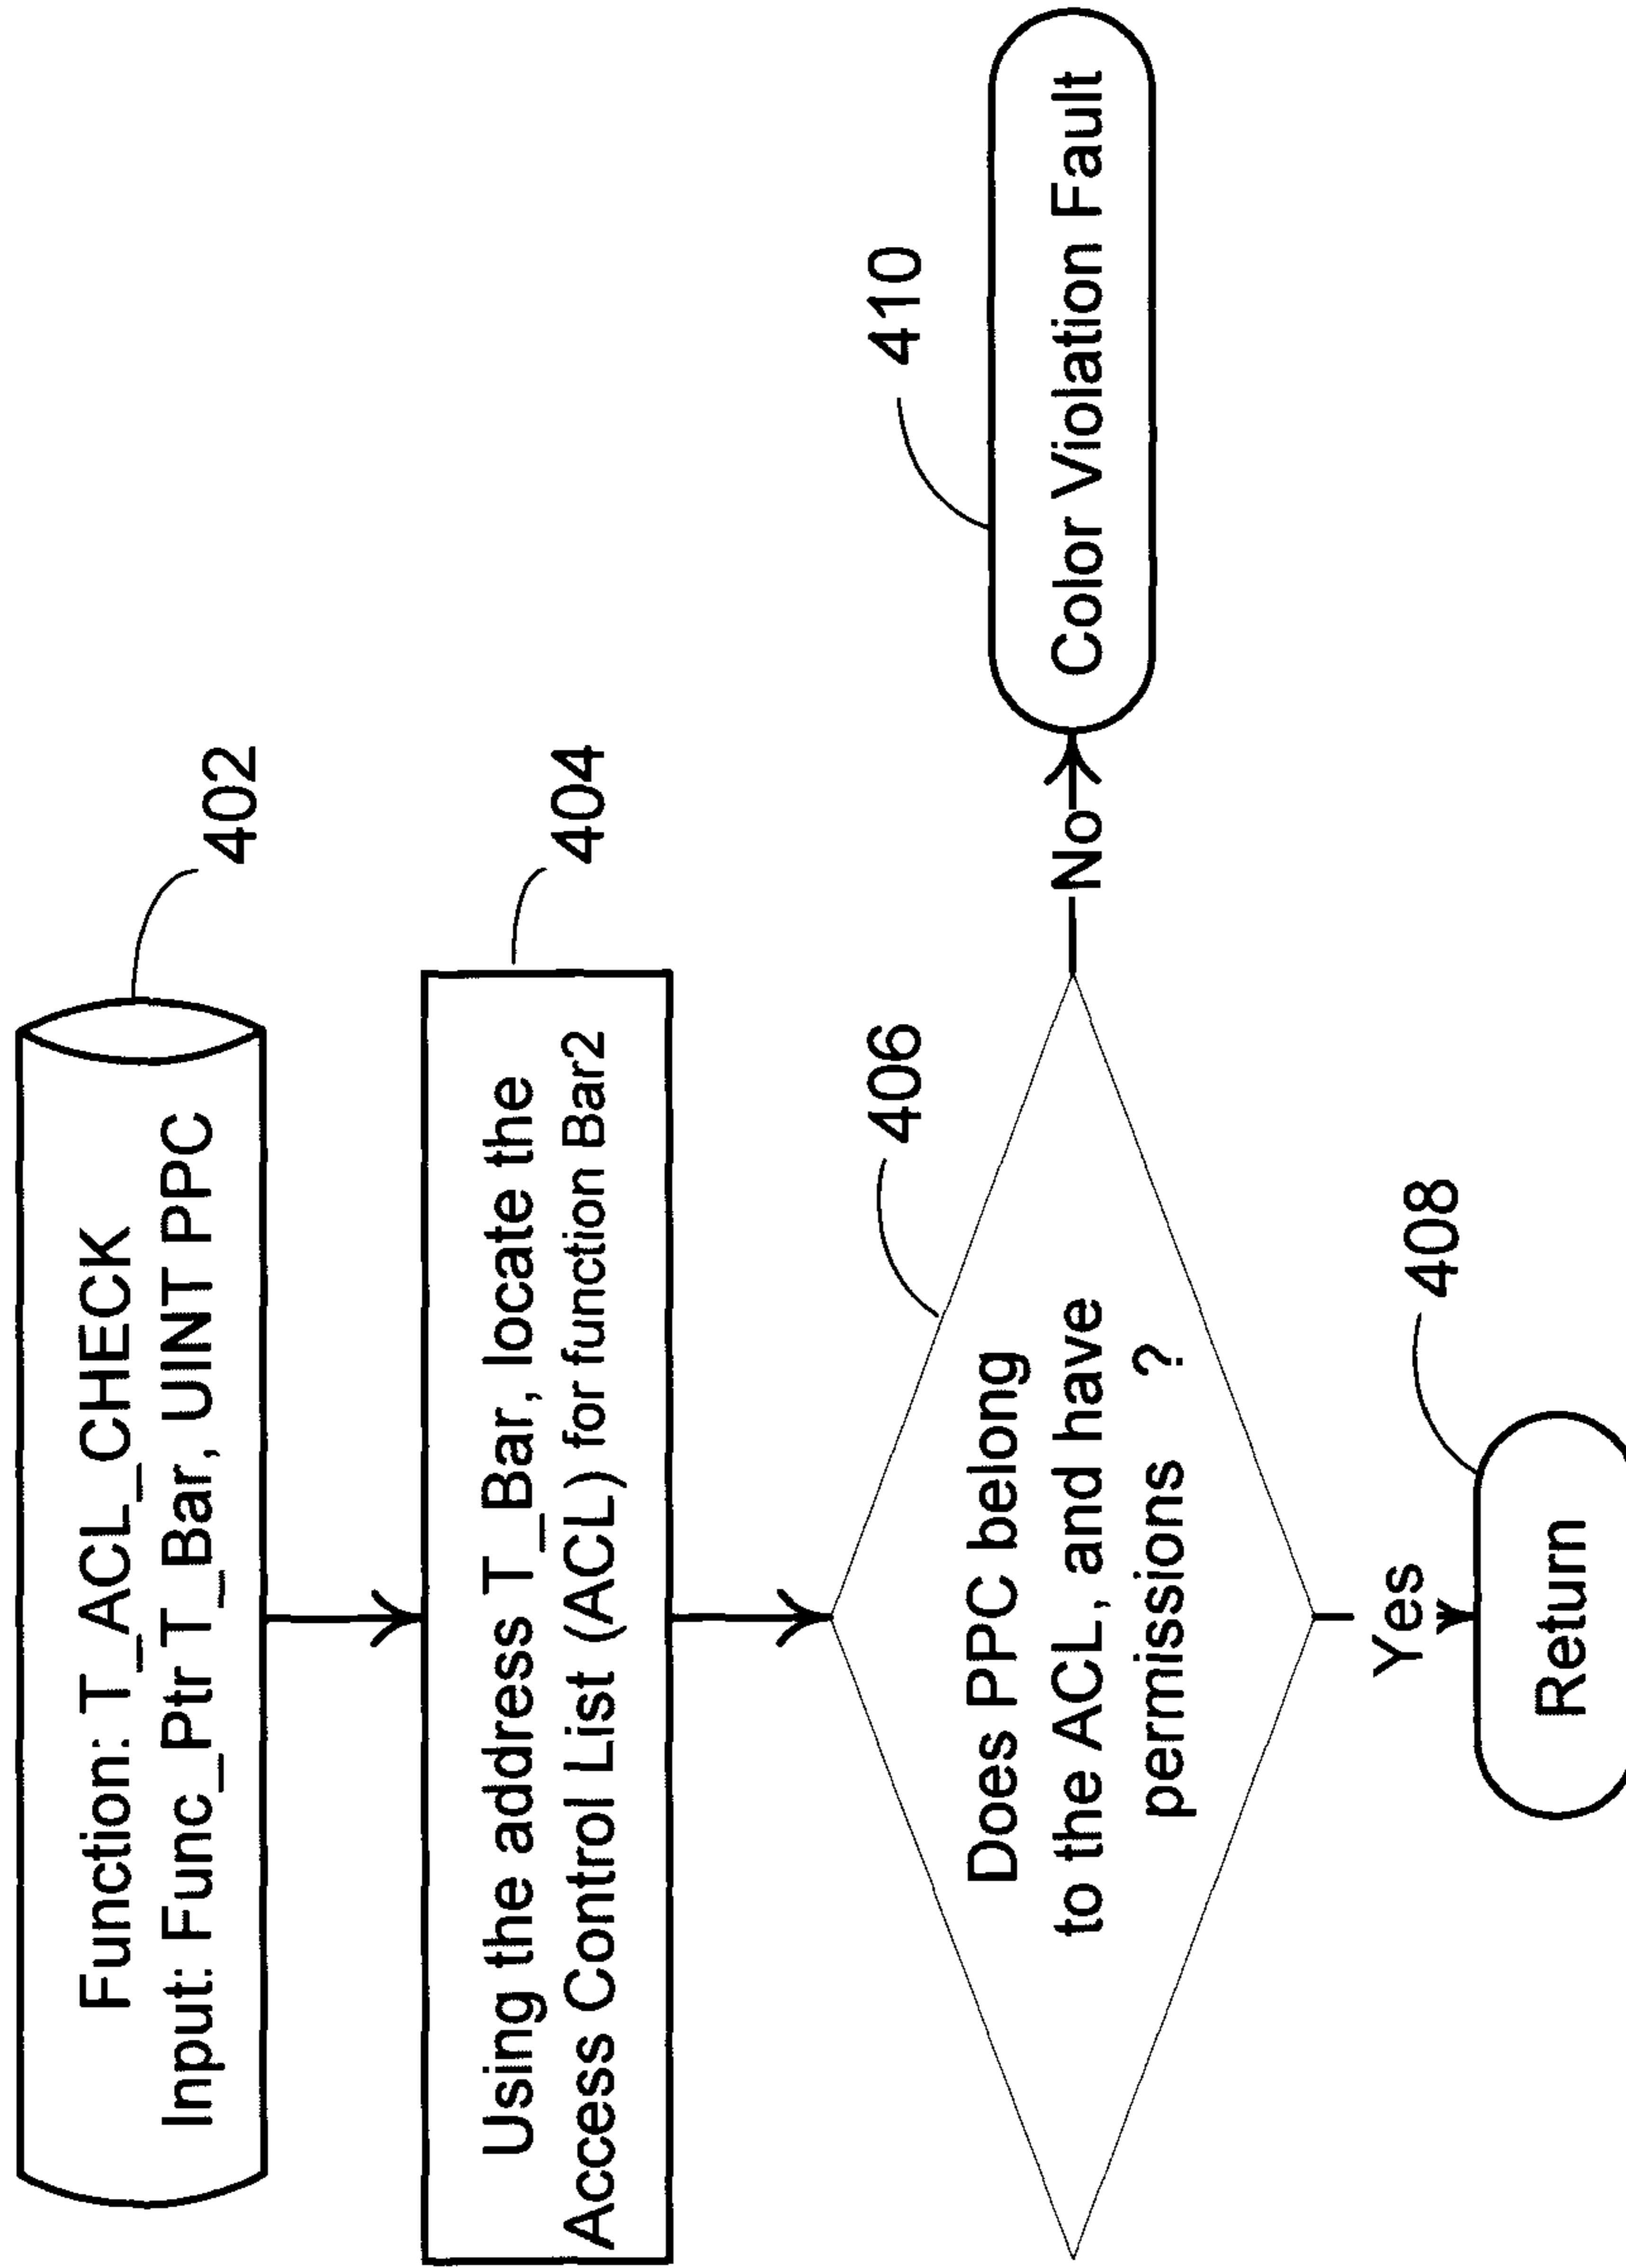 402
Function: T_ACL_CHECK
Input: Func_Ptr T_Bar, UINT PPC
404
Using the address T_Bar, locate the
Access Control List (ACL) for function Bar2
406
Does PPC belong
to the ACL, and have
permissions ?
No
410
Color Violation Fault
Yes
408
Return